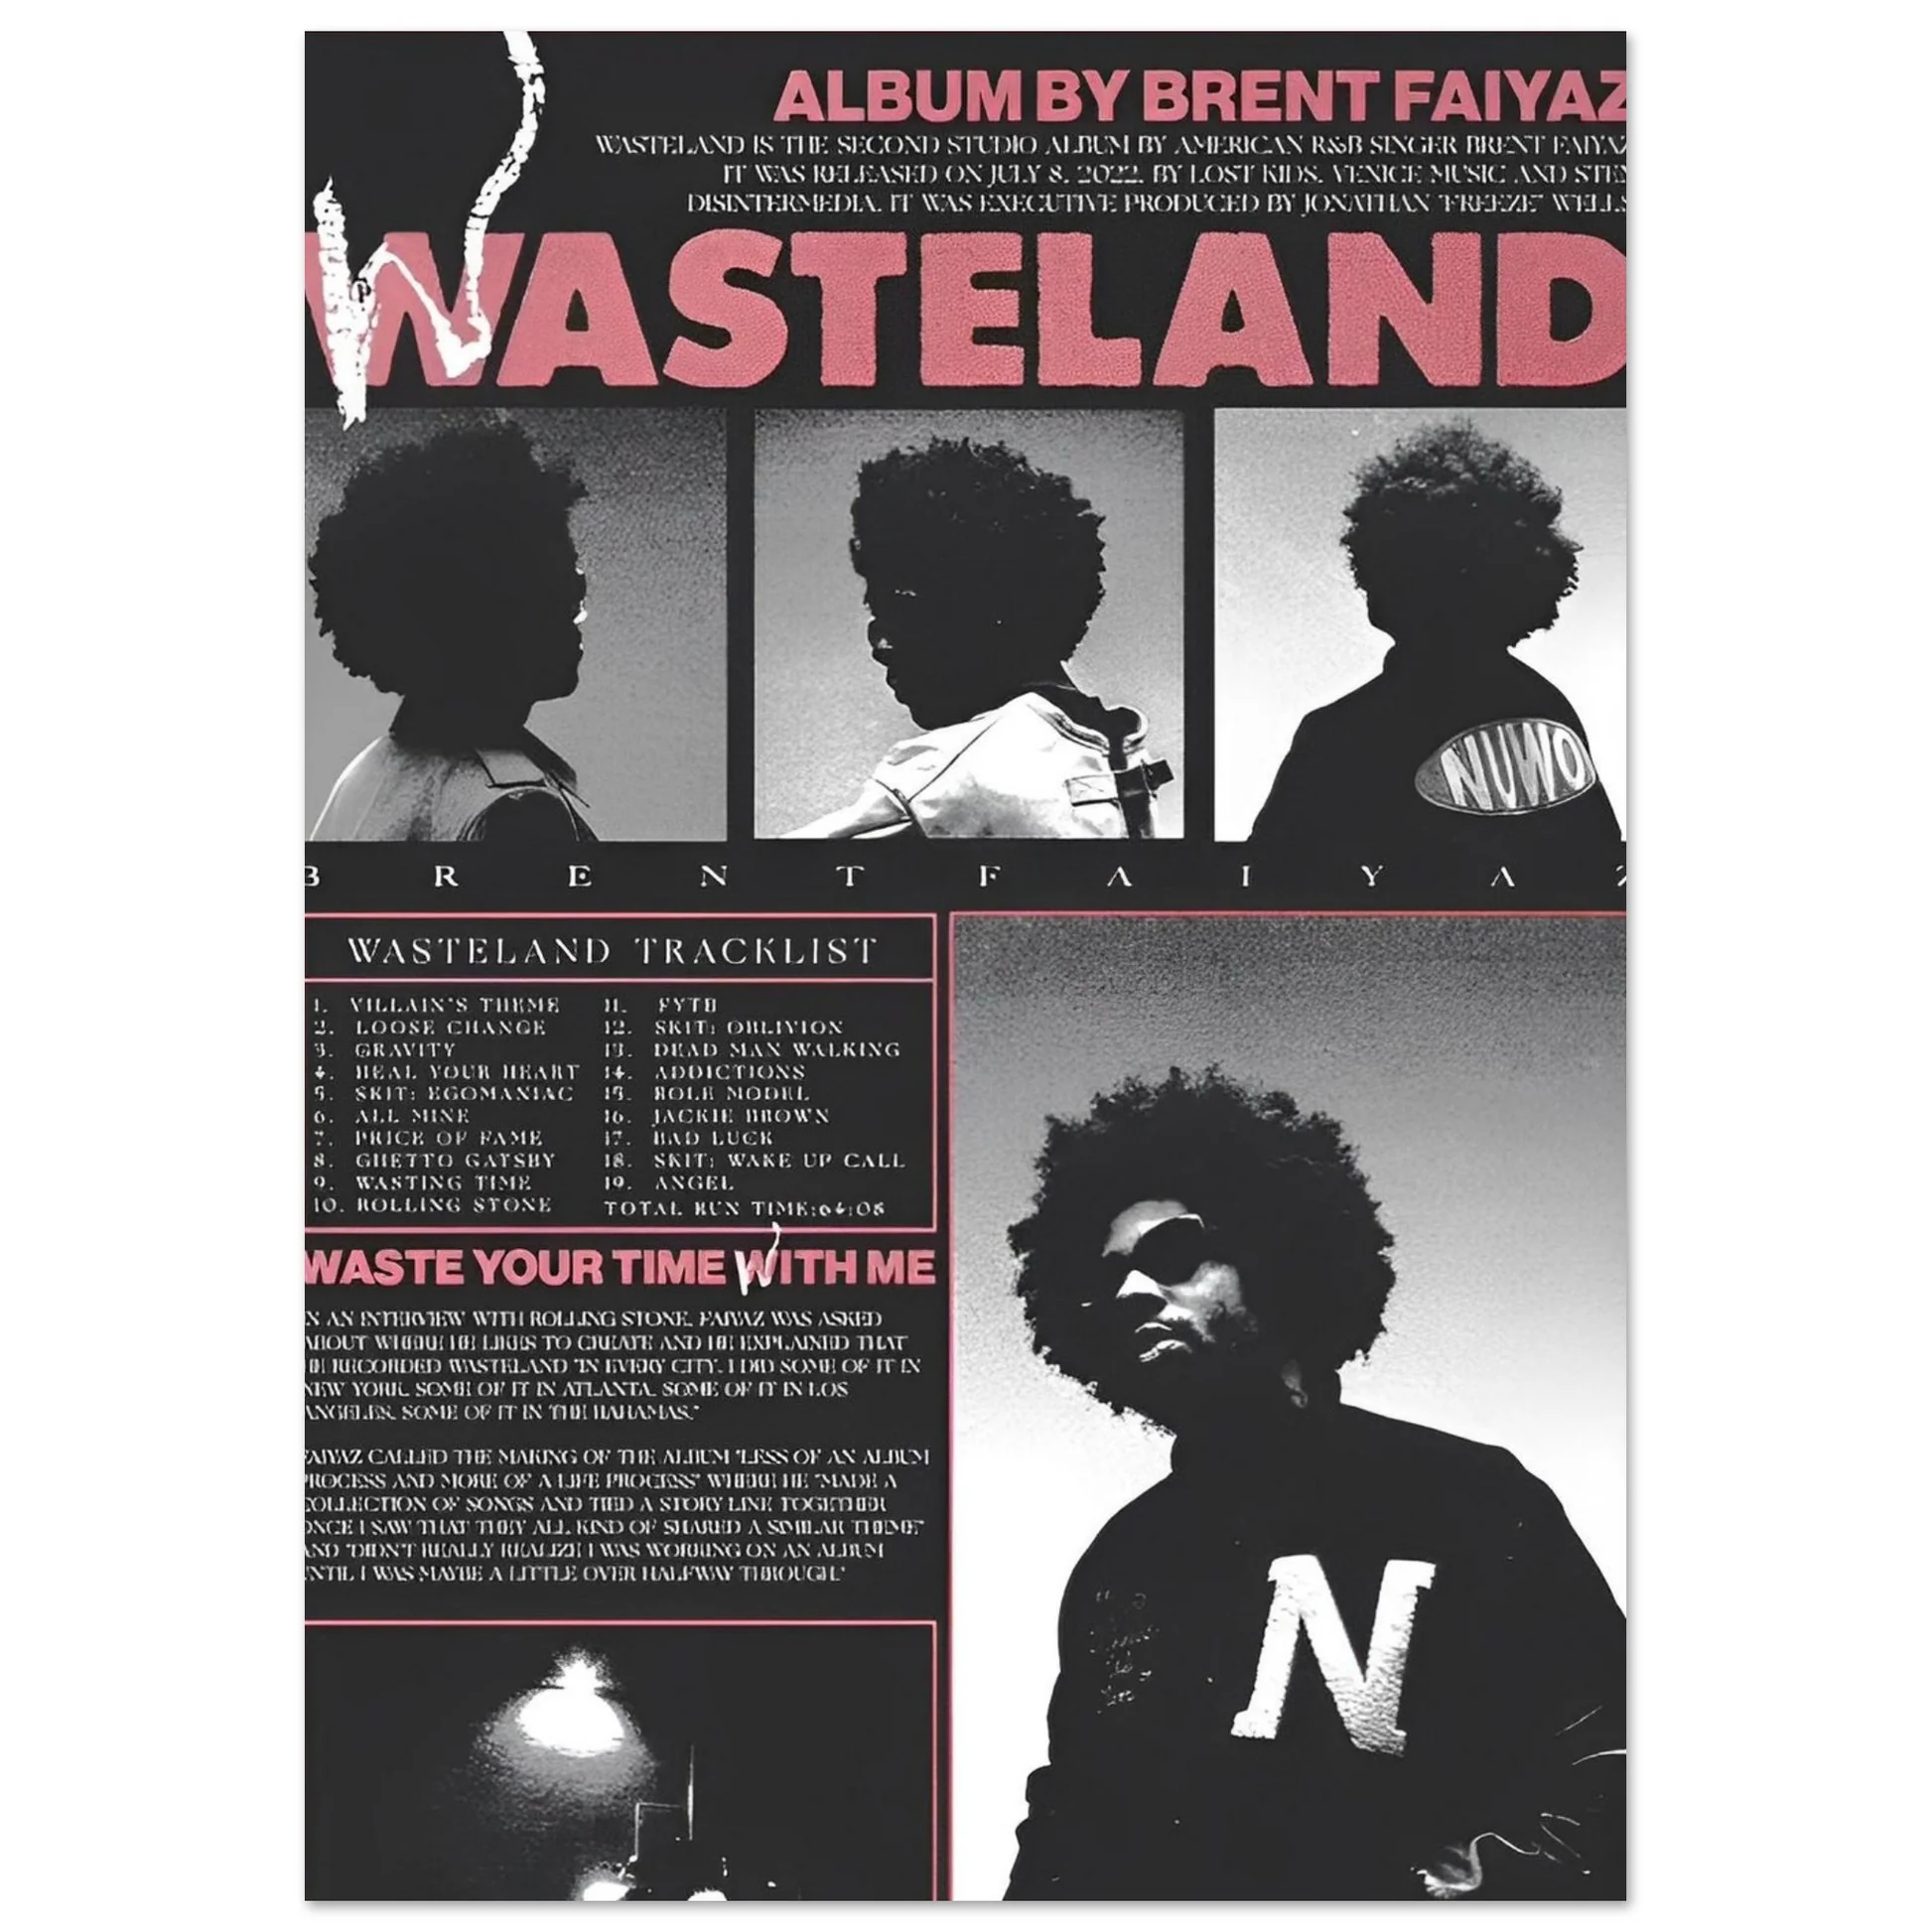 ALBUM BY BRENT FAIYAZ
WASTELAND IS THE SECOND STUDIO ALBUM BY AMERICAN R&B SINGER BRENT FAIYAZ
IT WAS RELEASED ON JULY 8, 2022, BY LOST KIDS, VENICE MUSIC AND STEM
DISINTERMEDIA. IT WAS EXECUTIVE PRODUCED BY JONATHAN "FREEZE" WELLS
WASTELAND
NUWO
BRENT FAIYAZ
WASTELAND TRACKLIST
1. VILLAIN'S THEME
2. LOOSE CHANGE
3. GRAVITY
4. HEAL YOUR HEART
5. SKIT: EGOMANIAC
6. ALL MINE
7. PRICE OF FAME
8. GHETTO GATSBY
9. WASTING TIME
10. ROLLING STONE
11. FYTB
12. SKIT: OBLIVION
13. DEAD MAN WALKING
14. ADDICTIONS
15. ROLE MODEL
16. JACKIE BROWN
17. BAD LUCK
18. SKIT: WAKE UP CALL
19. ANGEL
TOTAL RUN TIME:64:08
WASTE YOUR TIME WITH ME
N AN INTERVIEW WITH ROLLING STONE, FAIYAZ WAS ASKED
ABOUT WHERE HE LIKES TO CREATE AND HE EXPLAINED THAT
HE RECORDED WASTELAND "IN EVERY CITY. I DID SOME OF IT IN
NEW YORK, SOME OF IT IN ATLANTA, SOME OF IT IN LOS
ANGELES, SOME OF IT IN THE BAHAMAS."
FAIYAZ CALLED THE MAKING OF THE ALBUM "LESS OF AN ALBUM
PROCESS AND MORE OF A LIFE PROCESS" WHERE HE "MADE A
COLLECTION OF SONGS AND TIED A STORY LINE TOGETHER
ONCE I SAW THAT THEY ALL KIND OF SHARED A SIMILAR THEME"
AND "DIDN'T REALLY REALIZE I WAS WORKING ON AN ALBUM
UNTIL I WAS MAYBE A LITTLE OVER HALFWAY THROUGH."
N